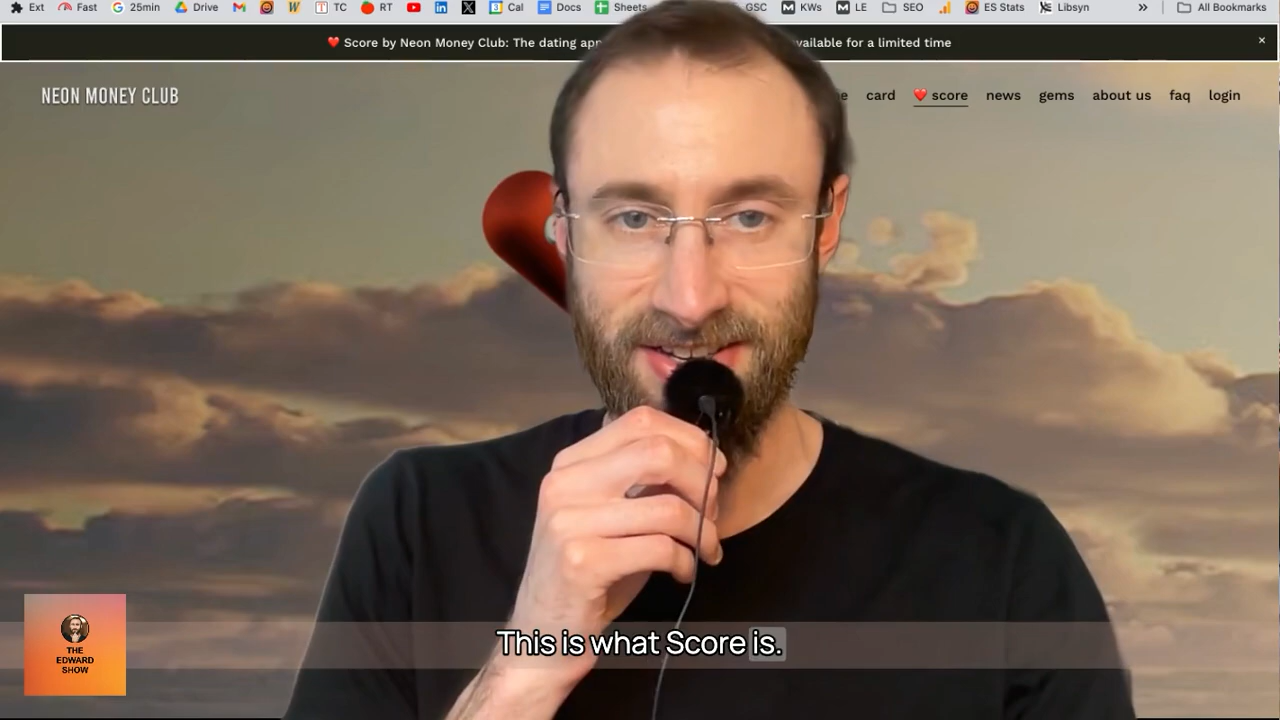 Ext Fast 25min Drive RT TC Cal Docs Sheets GSC KWs LE SEO ES Stats Libsyn » All Bookmarks
❤️ Score by Neon Money Club: The dating app vailable for a limited time ×
NEON MONEY CLUB
e card ❤️ score news gems about us faq login
This is what Score is.
THE
EDWARD
SHOW